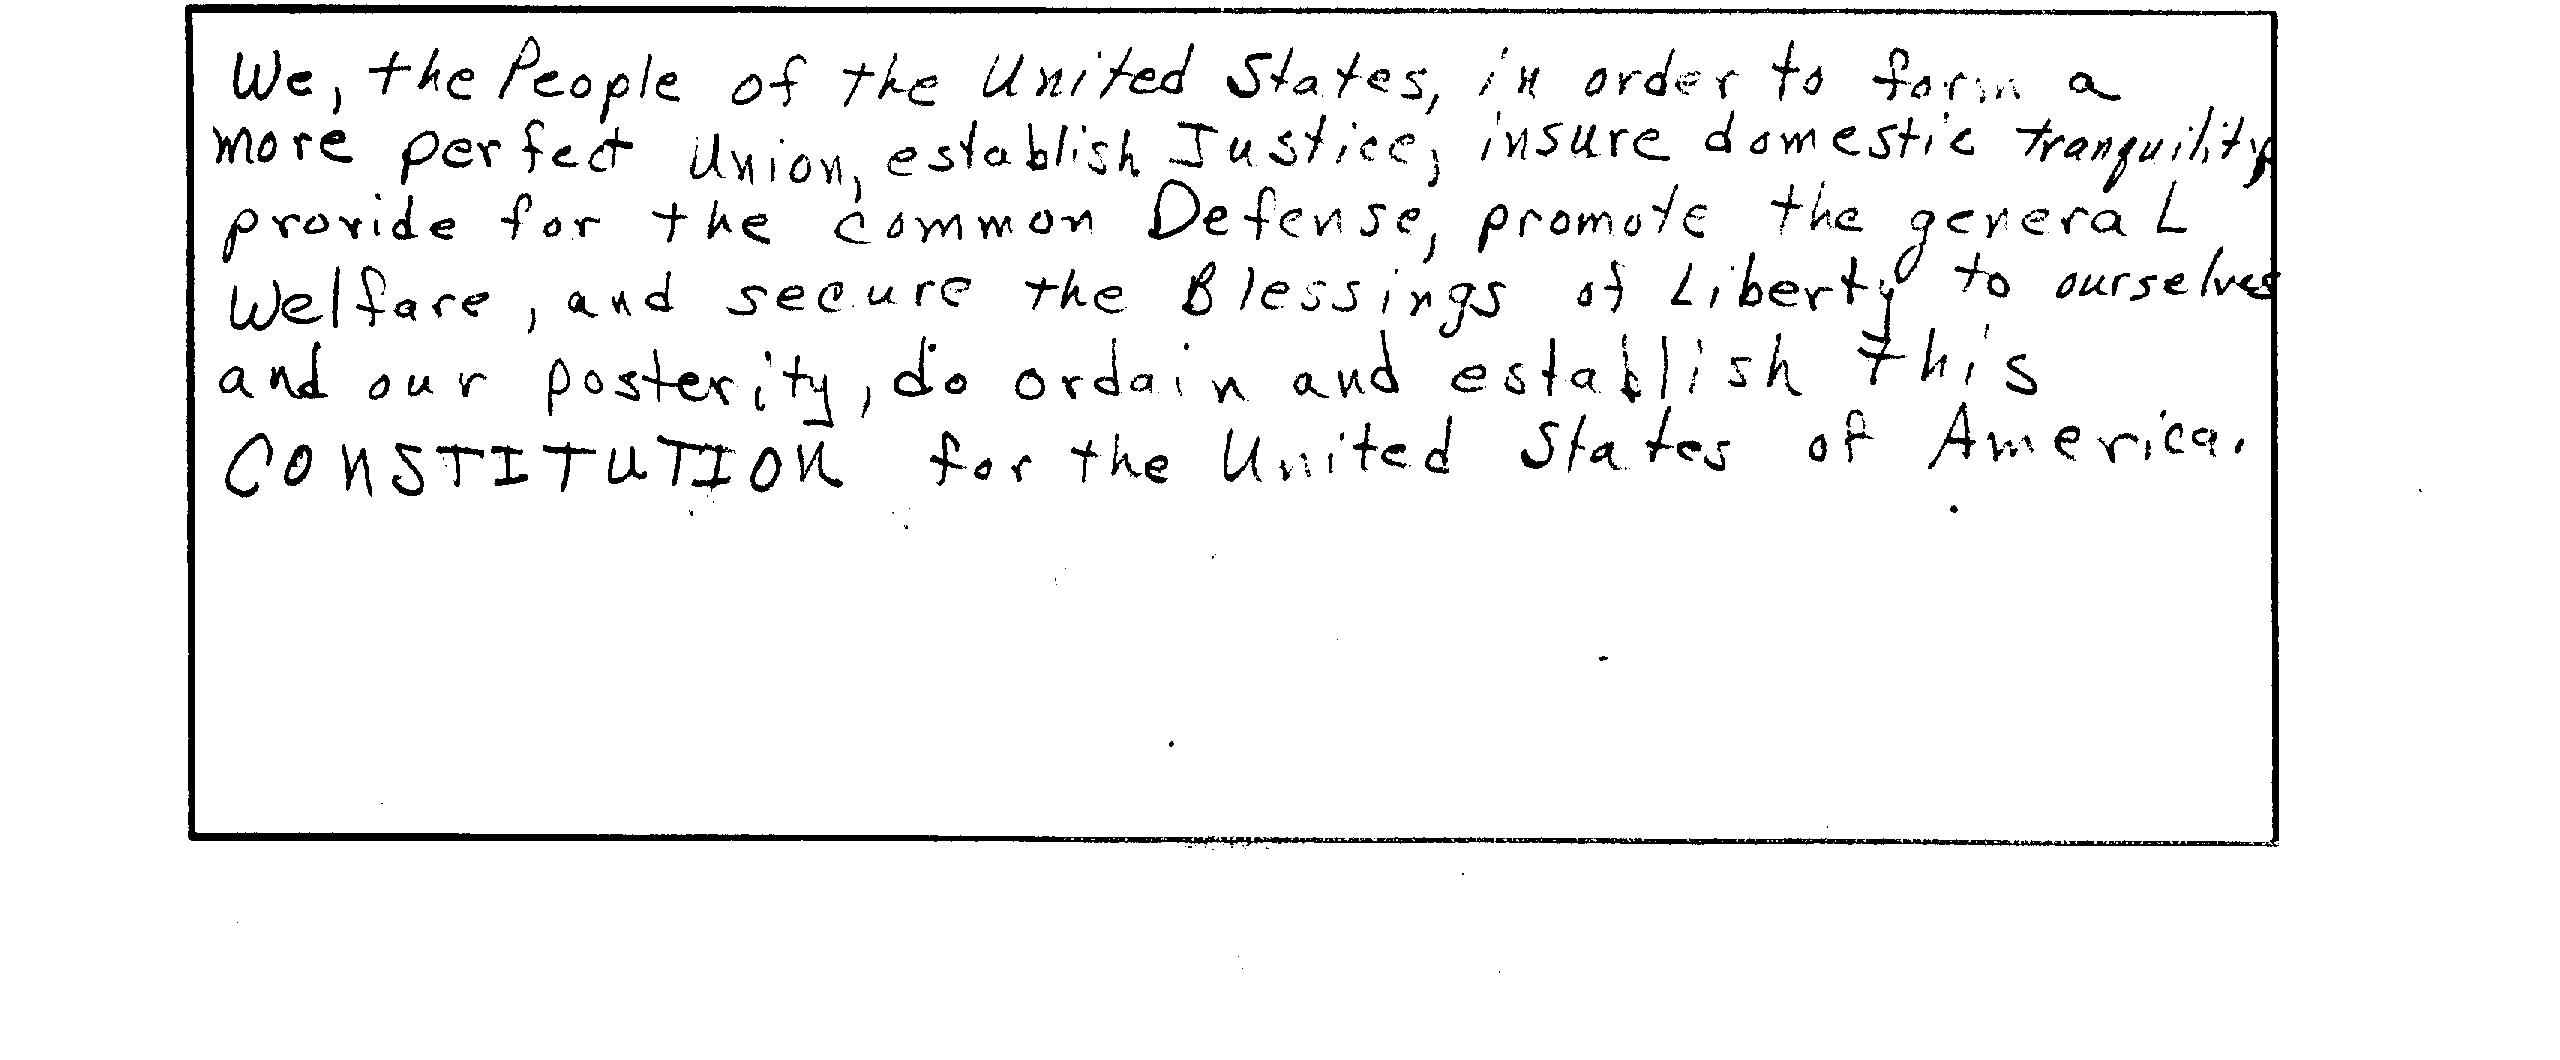 We, the People of the United States, in order to form a
more perfect Union, establish Justice, insure domestic tranquility,
provide for the common Defense, promote the general
Welfare, and secure the Blessings of Liberty to ourselves
and our posterity, do ordain and establish this
CONSTITUTION for the United States of America.